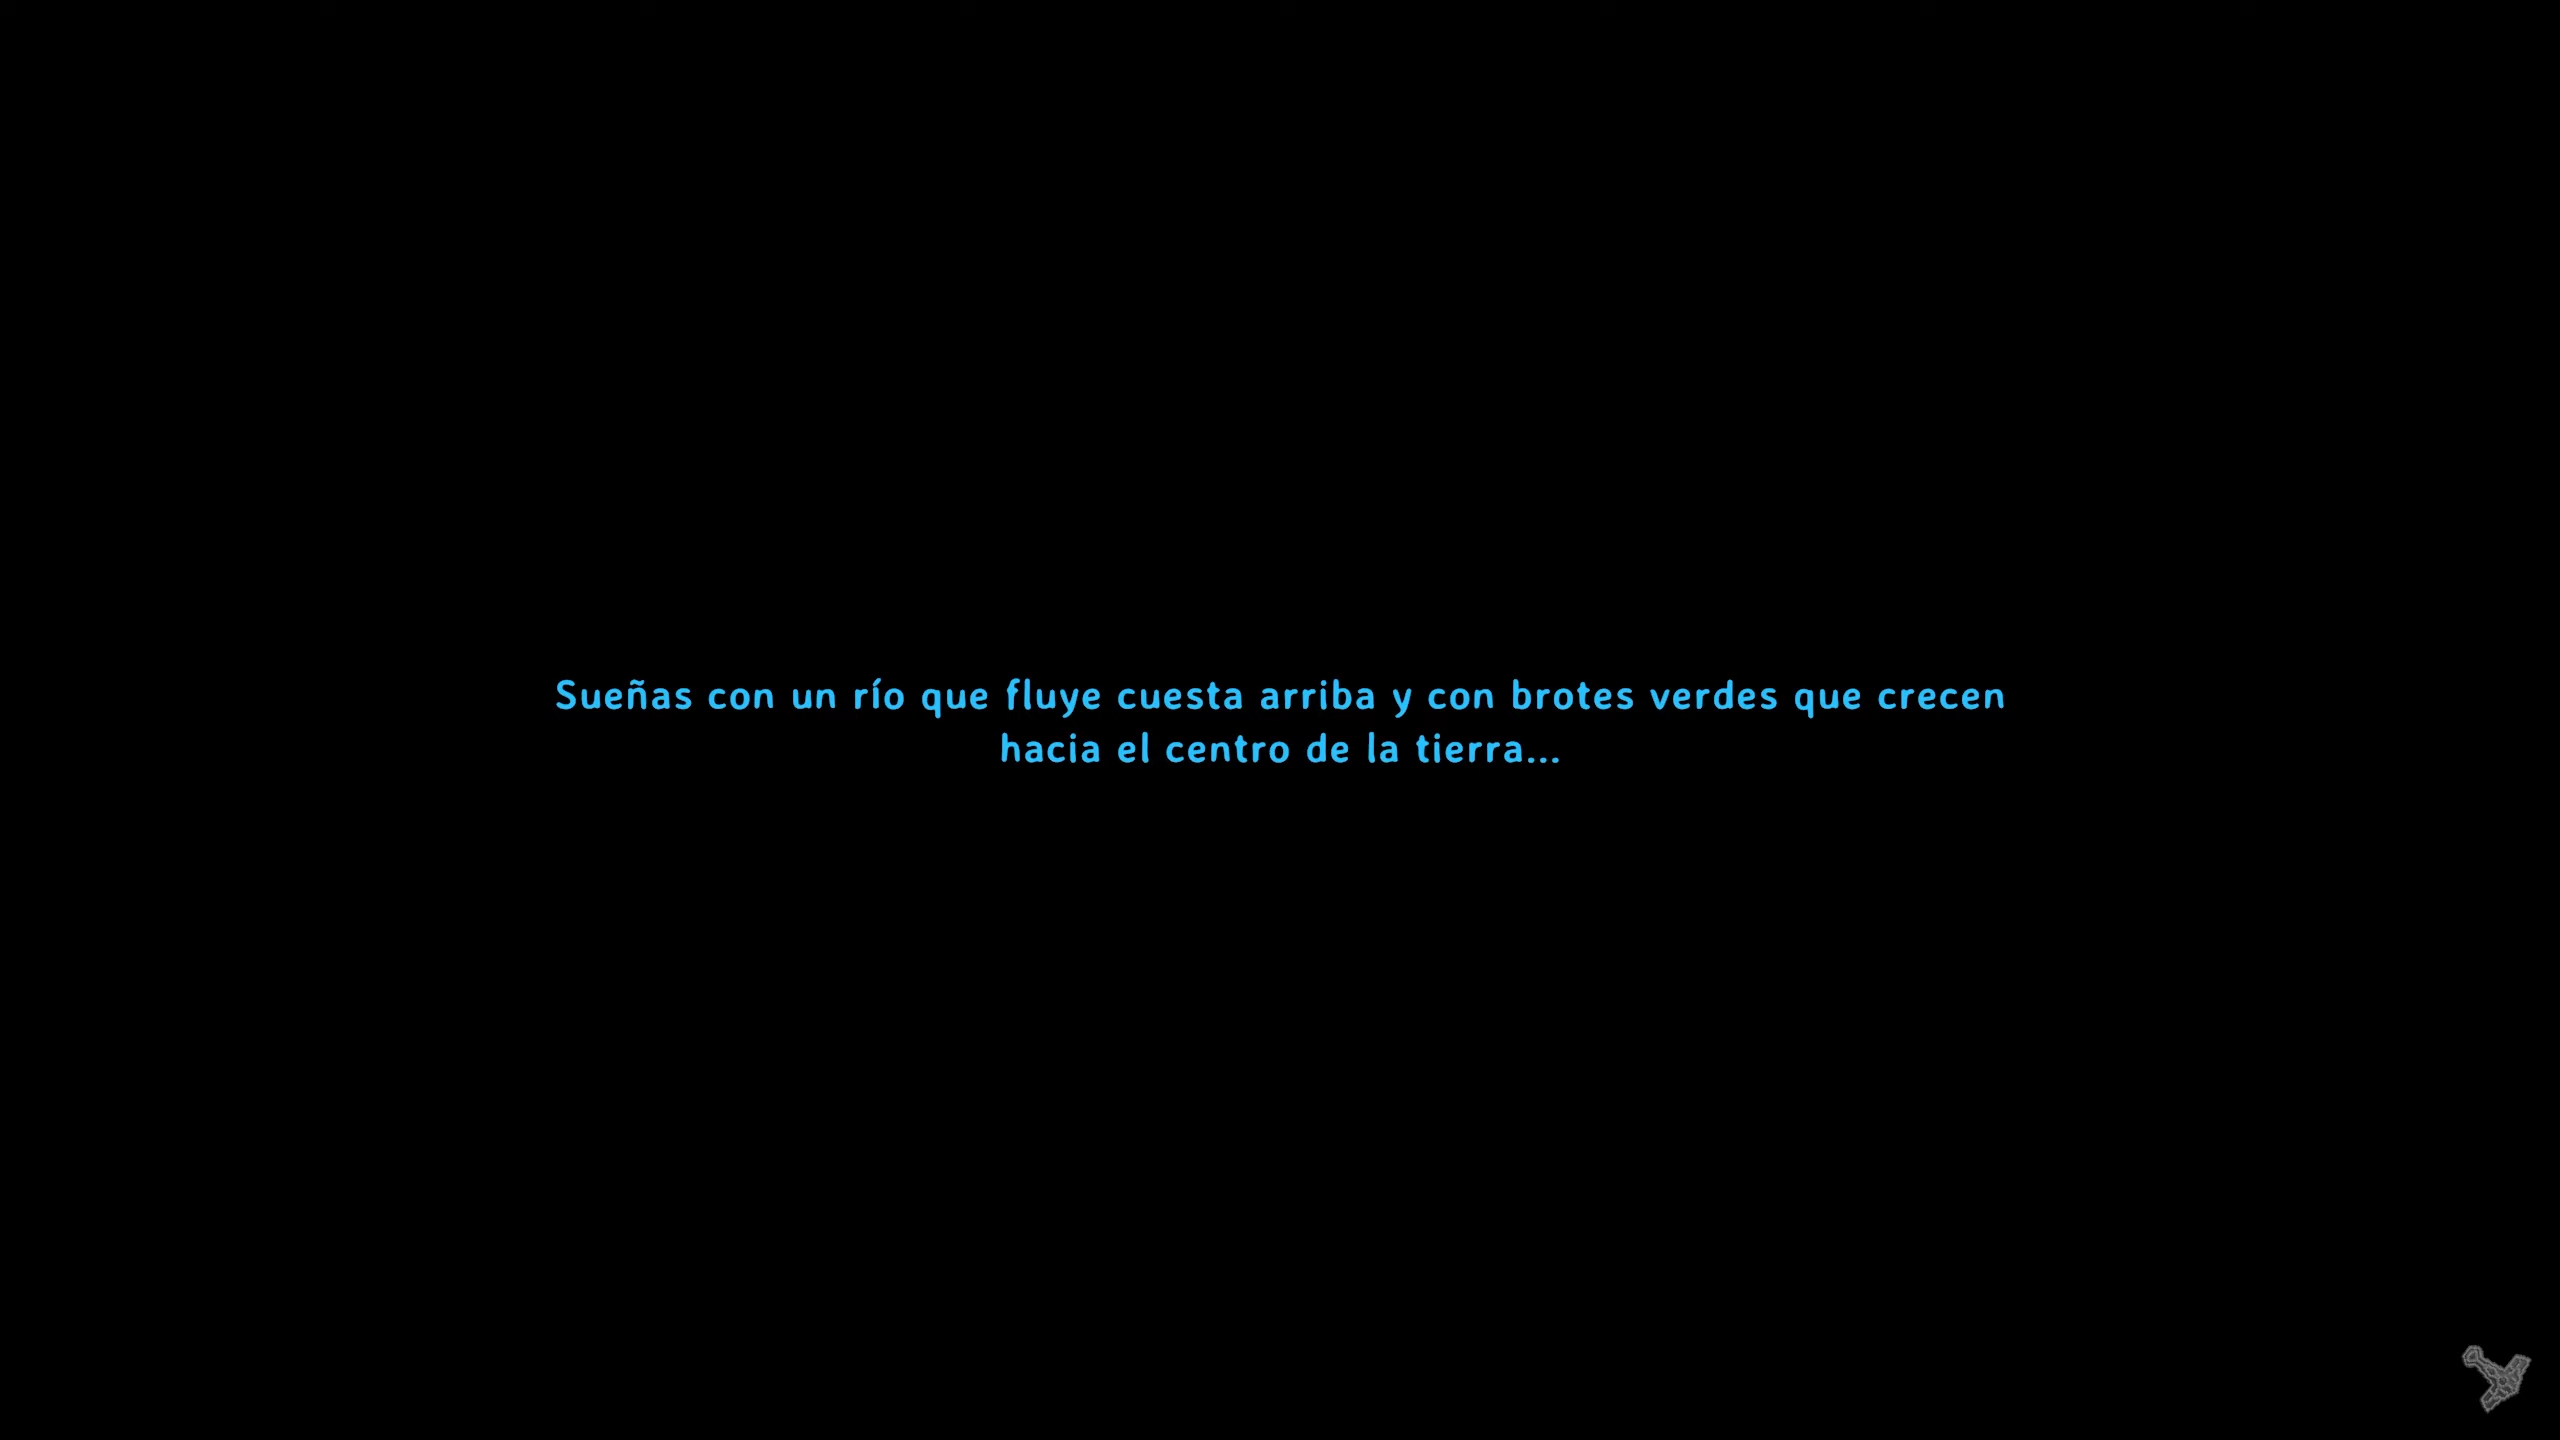 Sueñas con un río que fluye cuesta arriba y con brotes verdes que crecen
hacia el centro de la tierra...